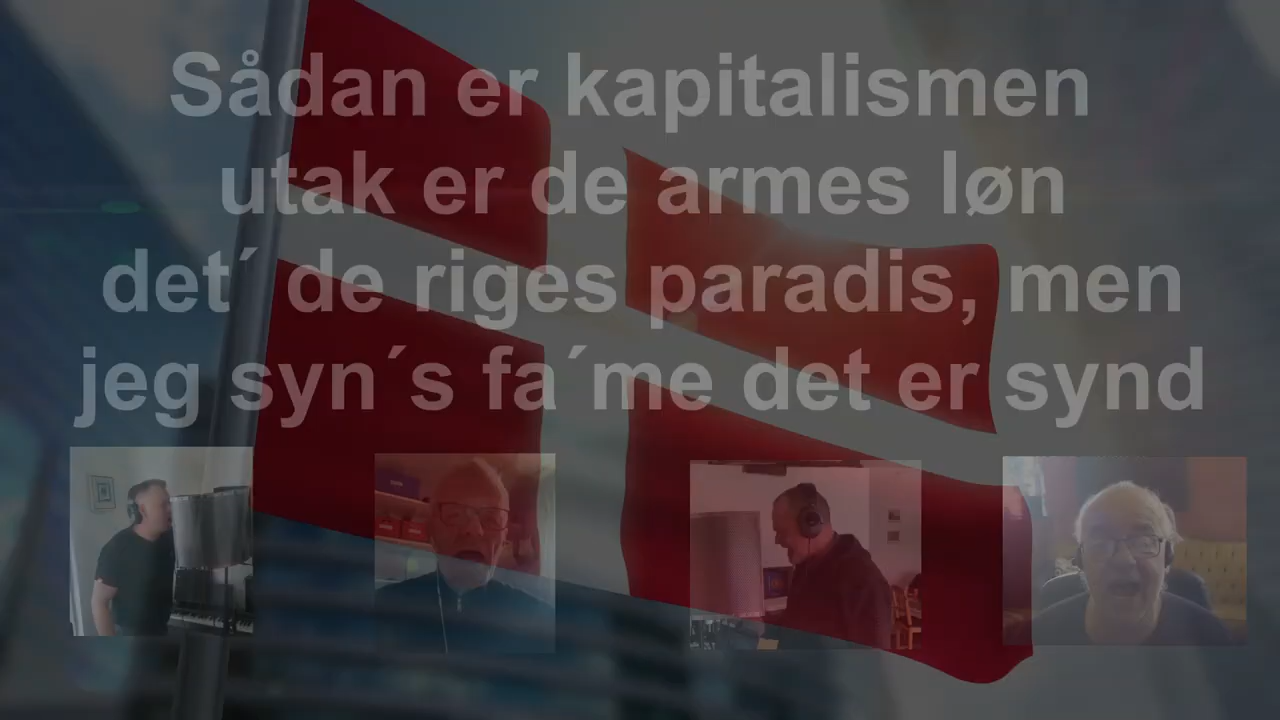 Sådan er kapitalismen
utak er de armes løn
det´ de riges paradis, men
jeg syn´s fa´me det er synd